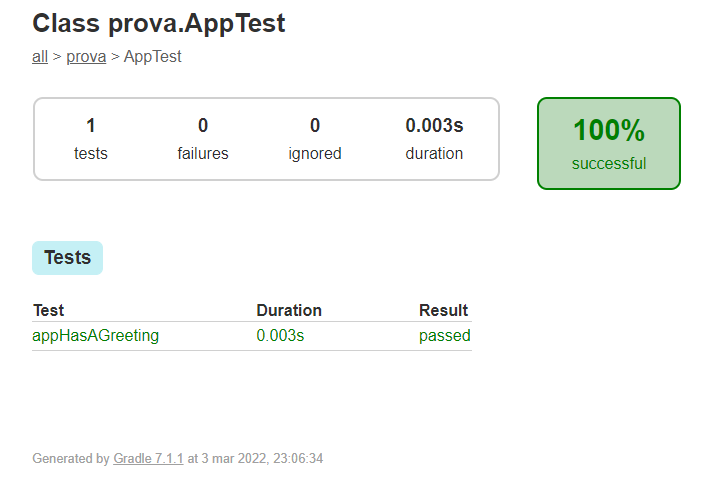 Class prova.AppTest
all > prova > AppTest
1 0 0 0.003s 100%
tests failures ignored duration successful
Tests
Test Duration Result
appHasAGreeting 0.003s passed
Generated by Gradle 7.1.1 at 3 mar 2022, 23:06:34